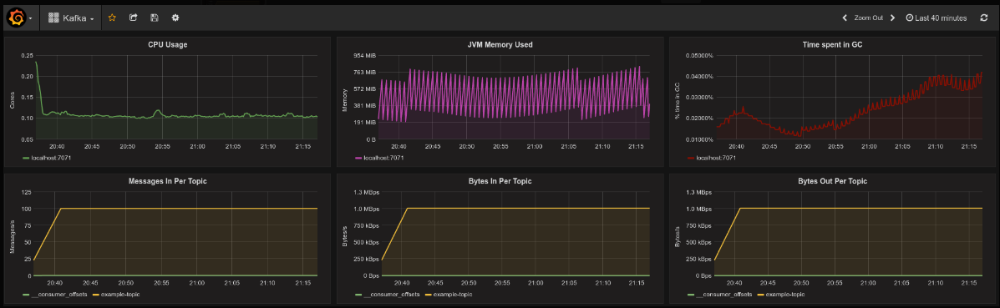 Kafka
Zoom Out
Last 40 minutes
CPU Usage
Cores
0.25
0.20
0.15
0.10
0.05
20:40 20:45 20:50 20:55 21:00 21:05 21:10 21:15
localhost:7071
JVM Memory Used
Memory
954 MiB
763 MiB
572 MiB
381 MiB
191 MiB
0 B
20:40 20:45 20:50 20:55 21:00 21:05 21:10 21:15
localhost:7071
Time spent in GC
% time in GC
0.05000%
0.04000%
0.03000%
0.02000%
0.01000%
20:40 20:45 20:50 20:55 21:00 21:05 21:10 21:15
localhost:7071
Messages In Per Topic
Messages/s
125
100
75
50
25
0
20:40 20:45 20:50 20:55 21:00 21:05 21:10 21:15
__consumer_offsets example-topic
Bytes In Per Topic
Bytes/s
1.3 MBps
1.0 MBps
750 kBps
500 kBps
250 kBps
0 Bps
20:40 20:45 20:50 20:55 21:00 21:05 21:10 21:15
__consumer_offsets example-topic
Bytes Out Per Topic
Bytes/s
1.3 MBps
1.0 MBps
750 kBps
500 kBps
250 kBps
0 Bps
20:40 20:45 20:50 20:55 21:00 21:05 21:10 21:15
__consumer_offsets example-topic